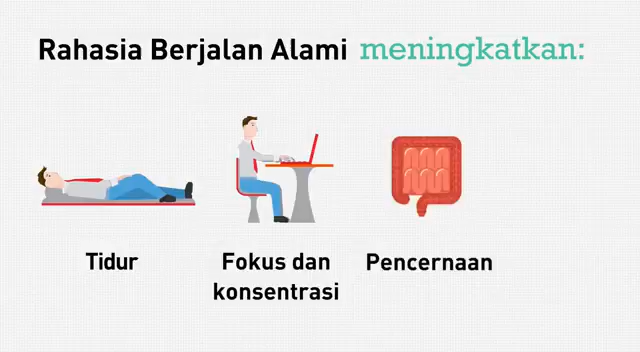 Rahasia Berjalan Alami meningkatkan:
Tidur
Fokus dan
konsentrasi
Pencernaan